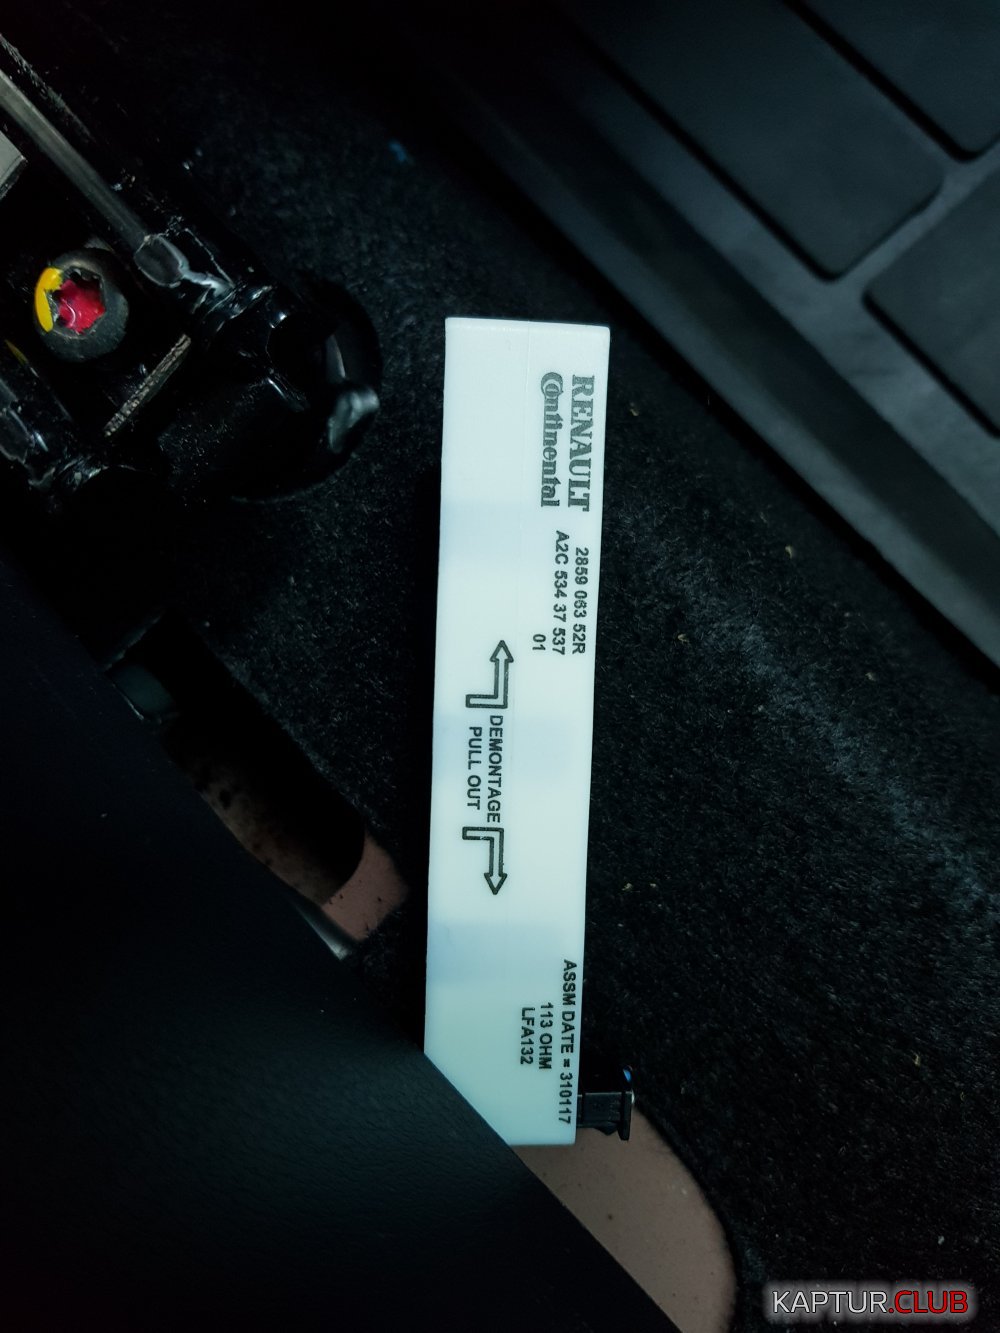 RENAULT
Continental
2859 063 52R
A2C 534 37 537
01
DEMONTAGE
PULL OUT
ASSM DATE = 310117
113 OHM
LFA132
KAPTUR.CLUB